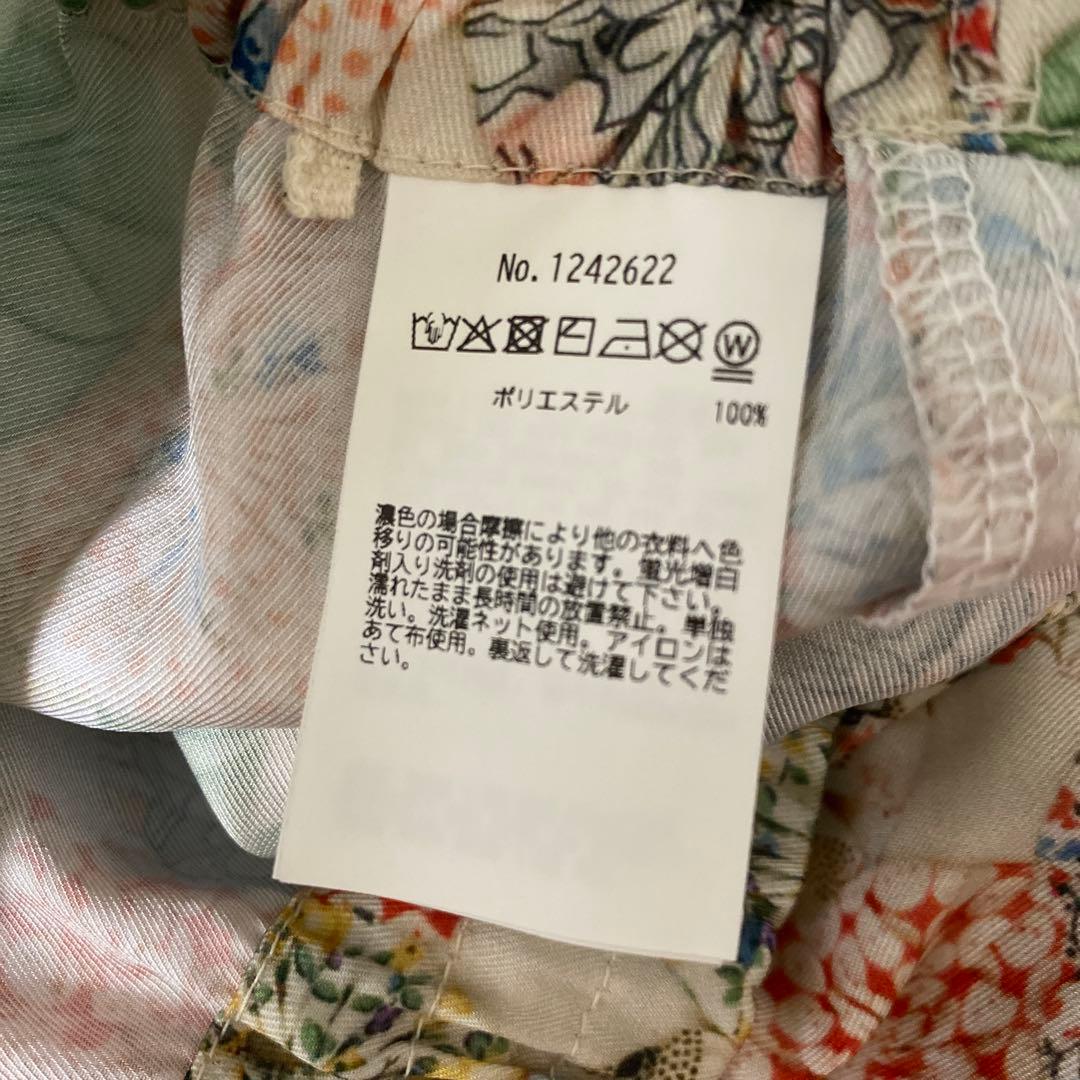 No.1242622
W
ポリエステル 100%
濃色の場合摩擦により他の衣料へ色
移りの可能性があります。蛍光増白
剤入り洗剤の使用は避けて下さい。
濡れたまま長時間の放置禁止。単独
洗い。洗濯ネット使用。アイロンは
あて布使用。裏返して洗濯してくだ
さい。